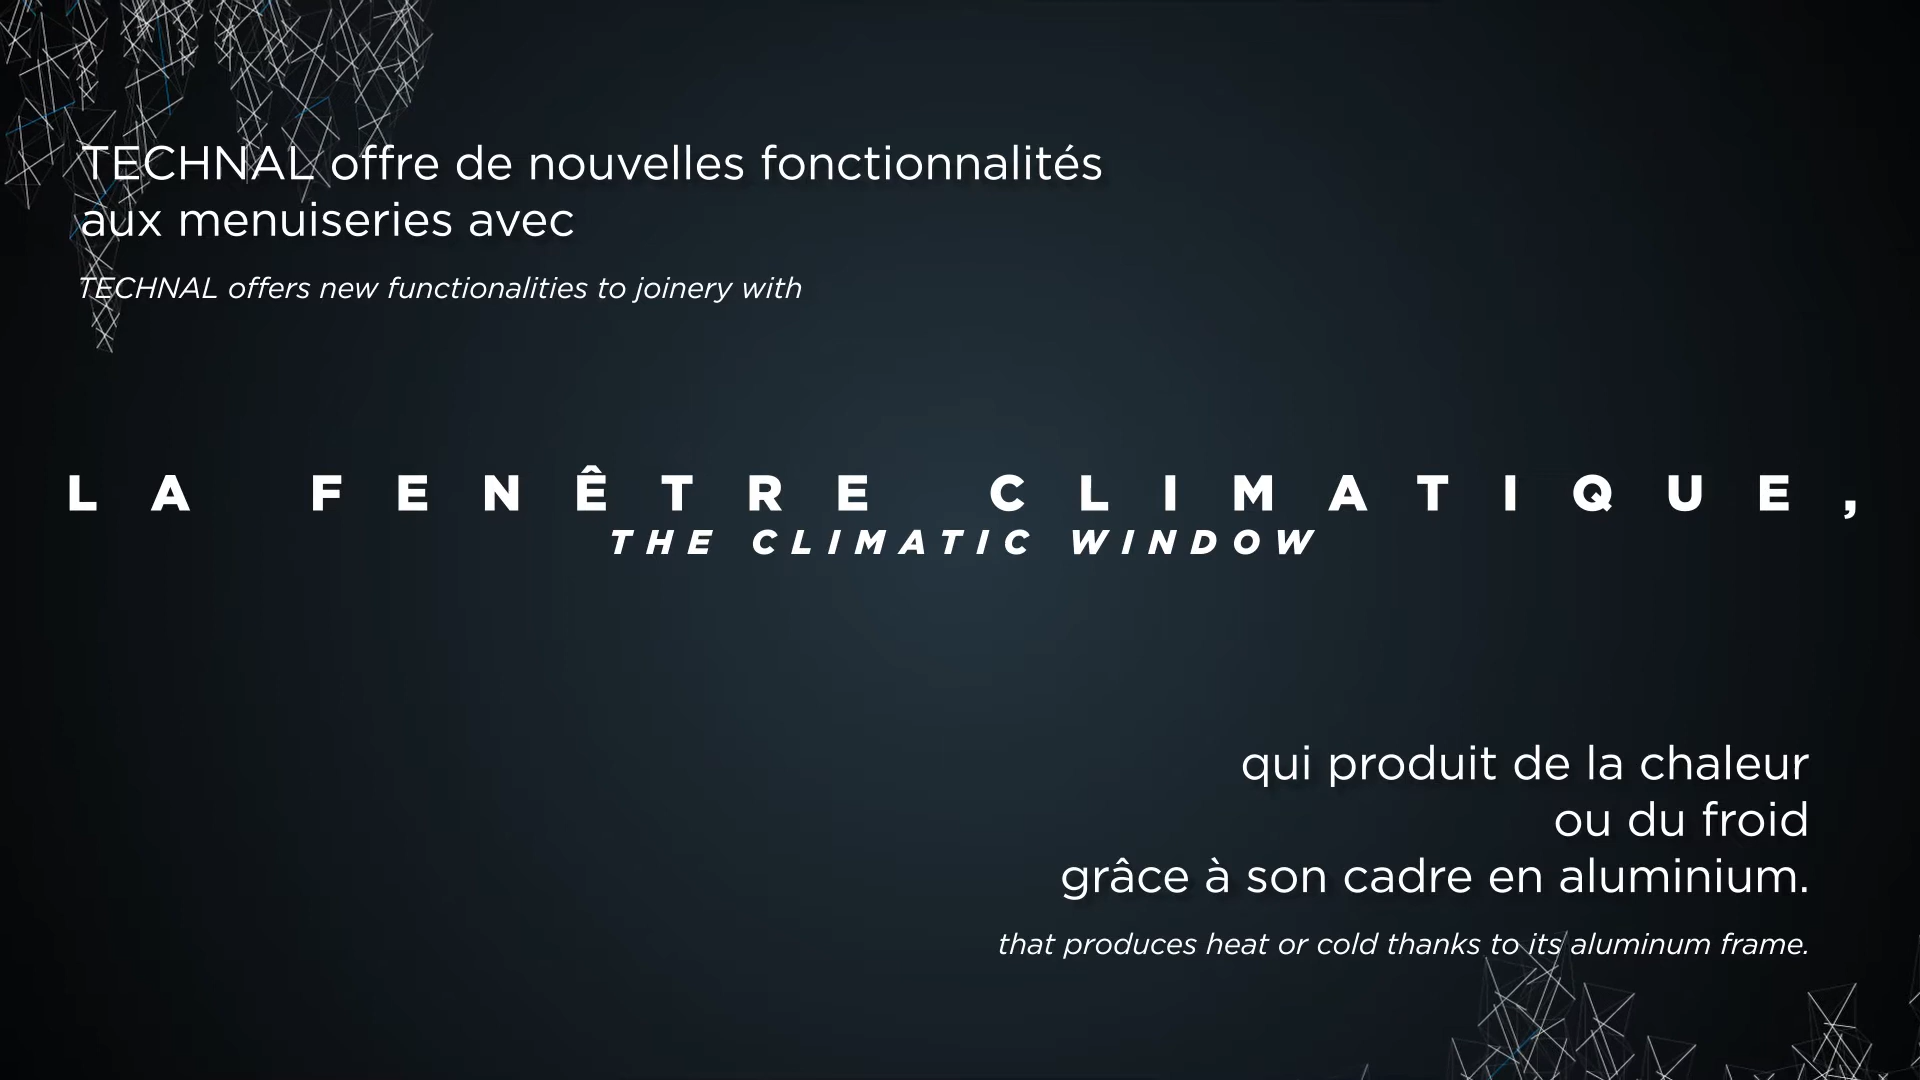 TECHNAL offre de nouvelles fonctionnalités
aux menuiseries avec
TECHNAL offers new functionalities to joinery with
LA FENÊTRE CLIMATIQUE,
THE CLIMATIC WINDOW
qui produit de la chaleur
ou du froid
grâce à son cadre en aluminium.
that produces heat or cold thanks to its aluminum frame.